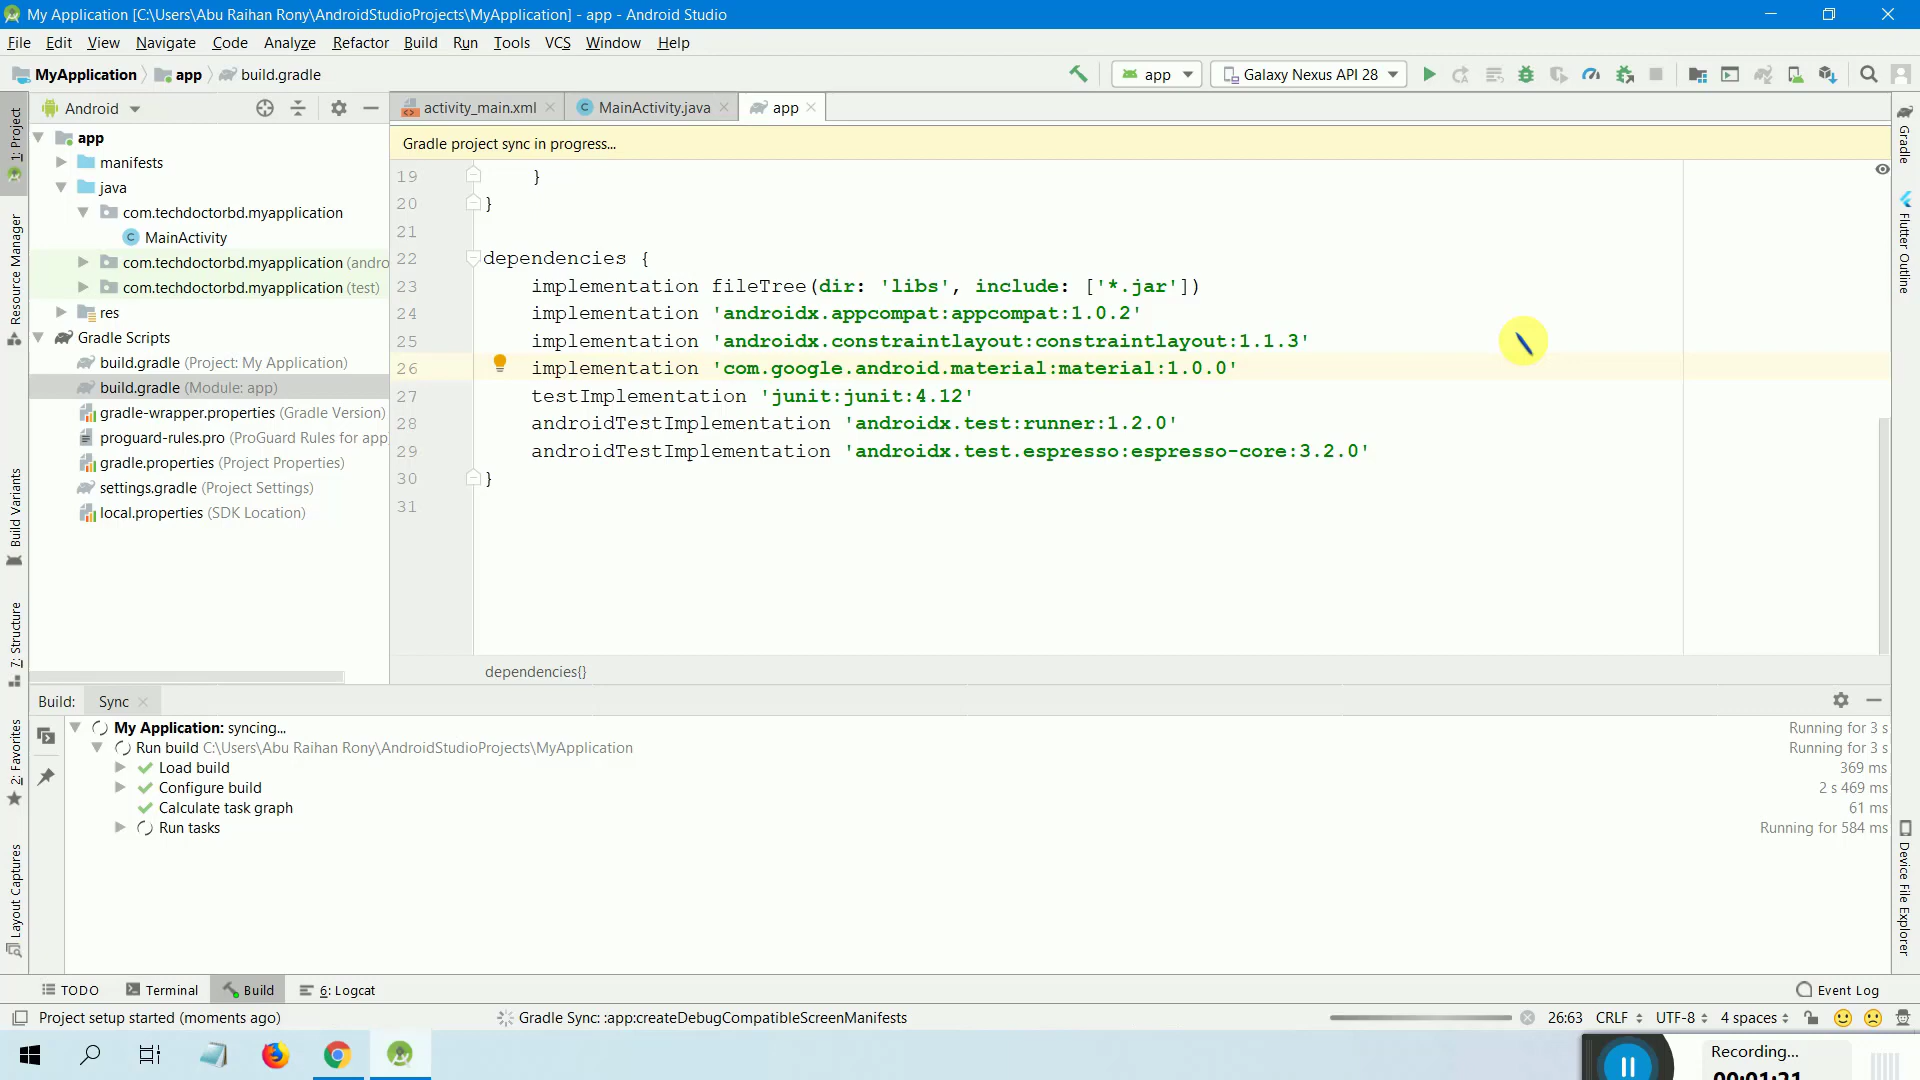 My Application [C:\Users\Abu Raihan Rony\AndroidStudioProjects\MyApplication] - app - Android Studio
File Edit View Navigate Code Analyze Refactor Build Run Tools VCS Window Help
MyApplication app build.gradle app Galaxy Nexus API 28
1: Project
Resource Manager
Build Variants
7: Structure
2: Favorites
Layout Captures
Android
app
manifests
java
com.techdoctorbd.myapplication
MainActivity
com.techdoctorbd.myapplication (andro
com.techdoctorbd.myapplication (test)
res
Gradle Scripts
build.gradle (Project: My Application)
build.gradle (Module: app)
gradle-wrapper.properties (Gradle Version)
proguard-rules.pro (ProGuard Rules for app
gradle.properties (Project Properties)
settings.gradle (Project Settings)
local.properties (SDK Location)
activity_main.xml MainActivity.java app
Gradle project sync in progress...
19 }
20 }
21
22 dependencies {
23 implementation fileTree(dir: 'libs', include: ['*.jar'])
24 implementation 'androidx.appcompat:appcompat:1.0.2'
25 implementation 'androidx.constraintlayout:constraintlayout:1.1.3'
26 implementation 'com.google.android.material:material:1.0.0'
27 testImplementation 'junit:junit:4.12'
28 androidTestImplementation 'androidx.test:runner:1.2.0'
29 androidTestImplementation 'androidx.test.espresso:espresso-core:3.2.0'
30 }
31
dependencies{}
Gradle
Flutter Outline
Device File Explorer
Build: Sync
My Application: syncing... Running for 3 s
Run build C:\Users\Abu Raihan Rony\AndroidStudioProjects\MyApplication Running for 3 s
Load build 369 ms
Configure build 2 s 469 ms
Calculate task graph 61 ms
Run tasks Running for 584 ms
TODO Terminal Build 6: Logcat Event Log
Project setup started (moments ago) Gradle Sync: :app:createDebugCompatibleScreenManifests 26:63 CRLF UTF-8 4 spaces
Recording...
00:01:21